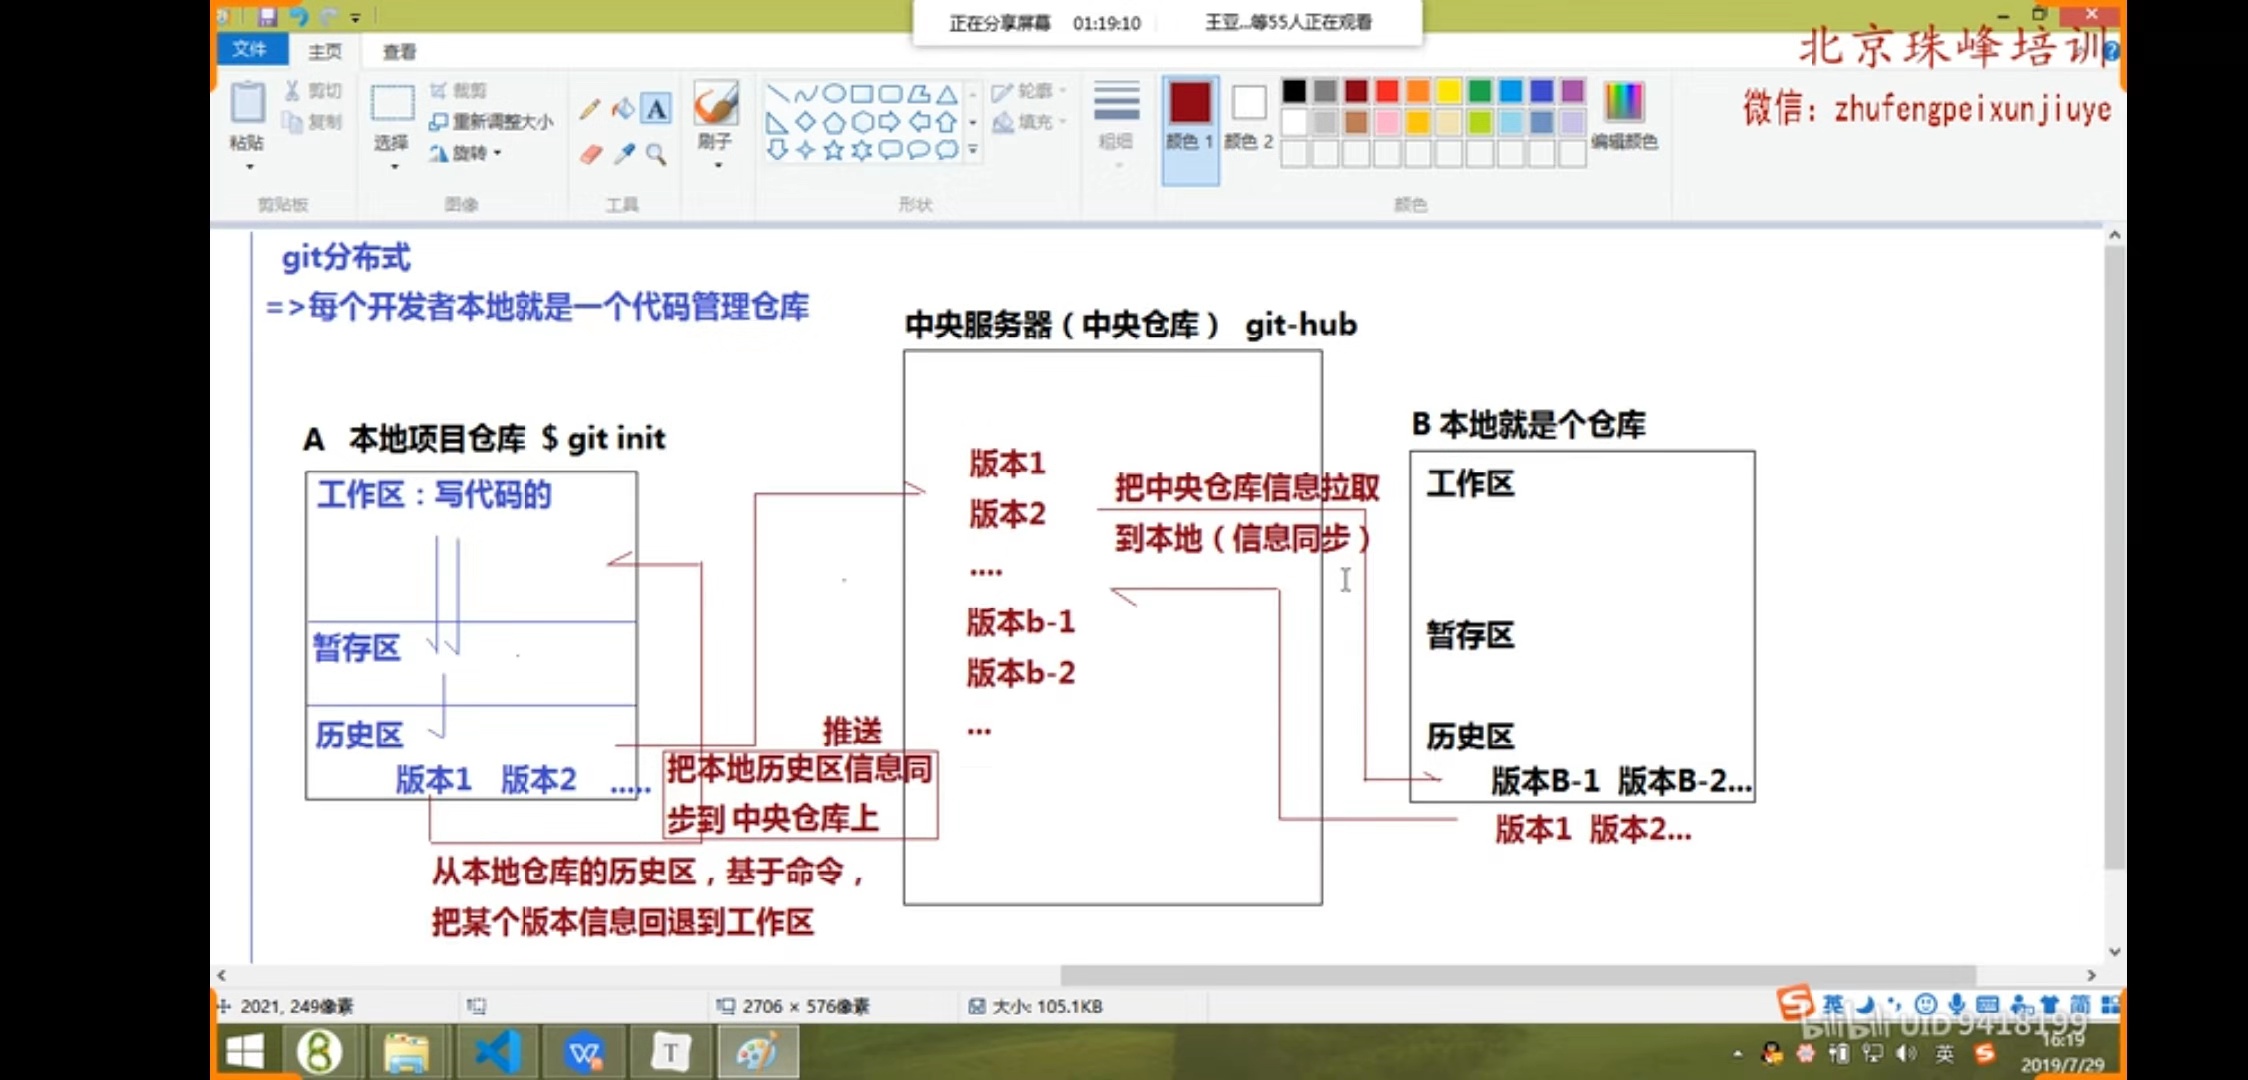 正在分享屏幕 01:19:10 王亚...等55人正在观看
北京珠峰培训
微信：zhufengpeixunjiuye
文件 主页 查看
粘贴 剪切 复制
选择 裁剪 重新调整大小 旋转
A
刷子
轮廓 填充
粗细
颜色 1 颜色 2 编辑颜色
剪贴板 图像 工具 形状 颜色
git分布式
=>每个开发者本地就是一个代码管理仓库
中央服务器（中央仓库） git-hub
A 本地项目仓库 $ git init
B 本地就是个仓库
工作区：写代码的
暂存区
历史区
版本1 版本2 .....
推送
把本地历史区信息同
步到 中央仓库上
从本地仓库的历史区，基于命令，
把某个版本信息回退到工作区
版本1
版本2
....
版本b-1
版本b-2
...
把中央仓库信息拉取
到本地（信息同步）
工作区
暂存区
历史区
版本B-1 版本B-2...
版本1 版本2...
2021, 249像素 2706 × 576像素 大小: 105.1KB
英 简
bilibili UID 9418199
英 16:19
2019/7/29